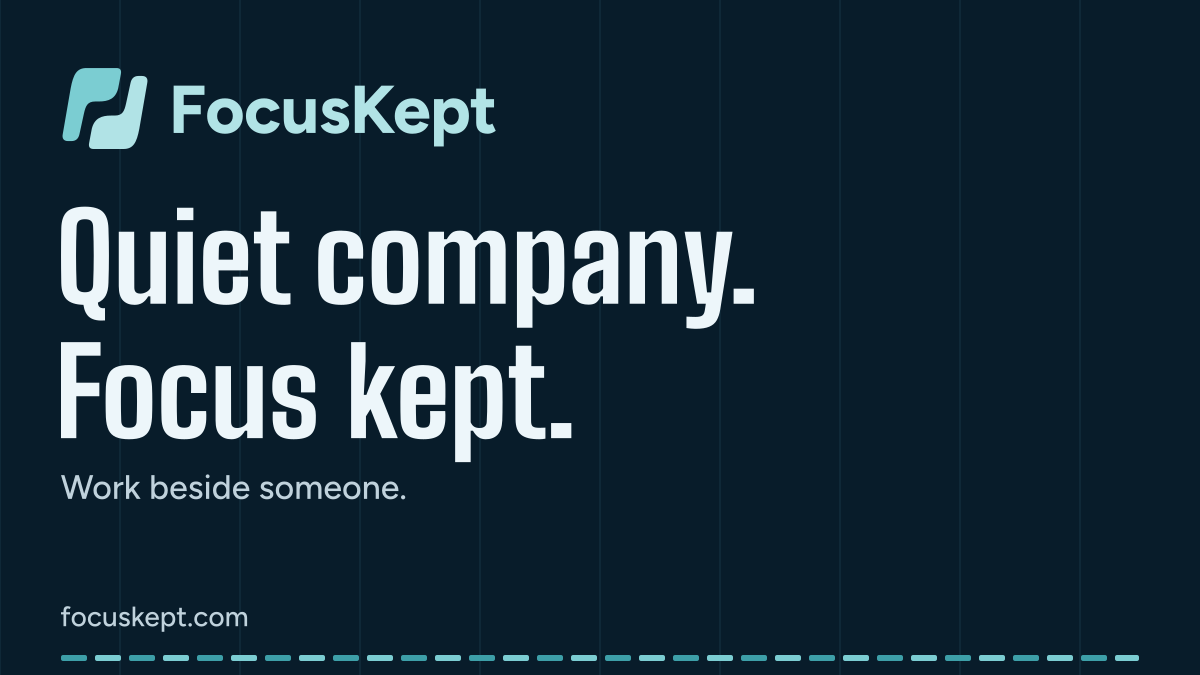 FocusKept
Quiet company.
Focus kept.
Work beside someone.
focuskept.com